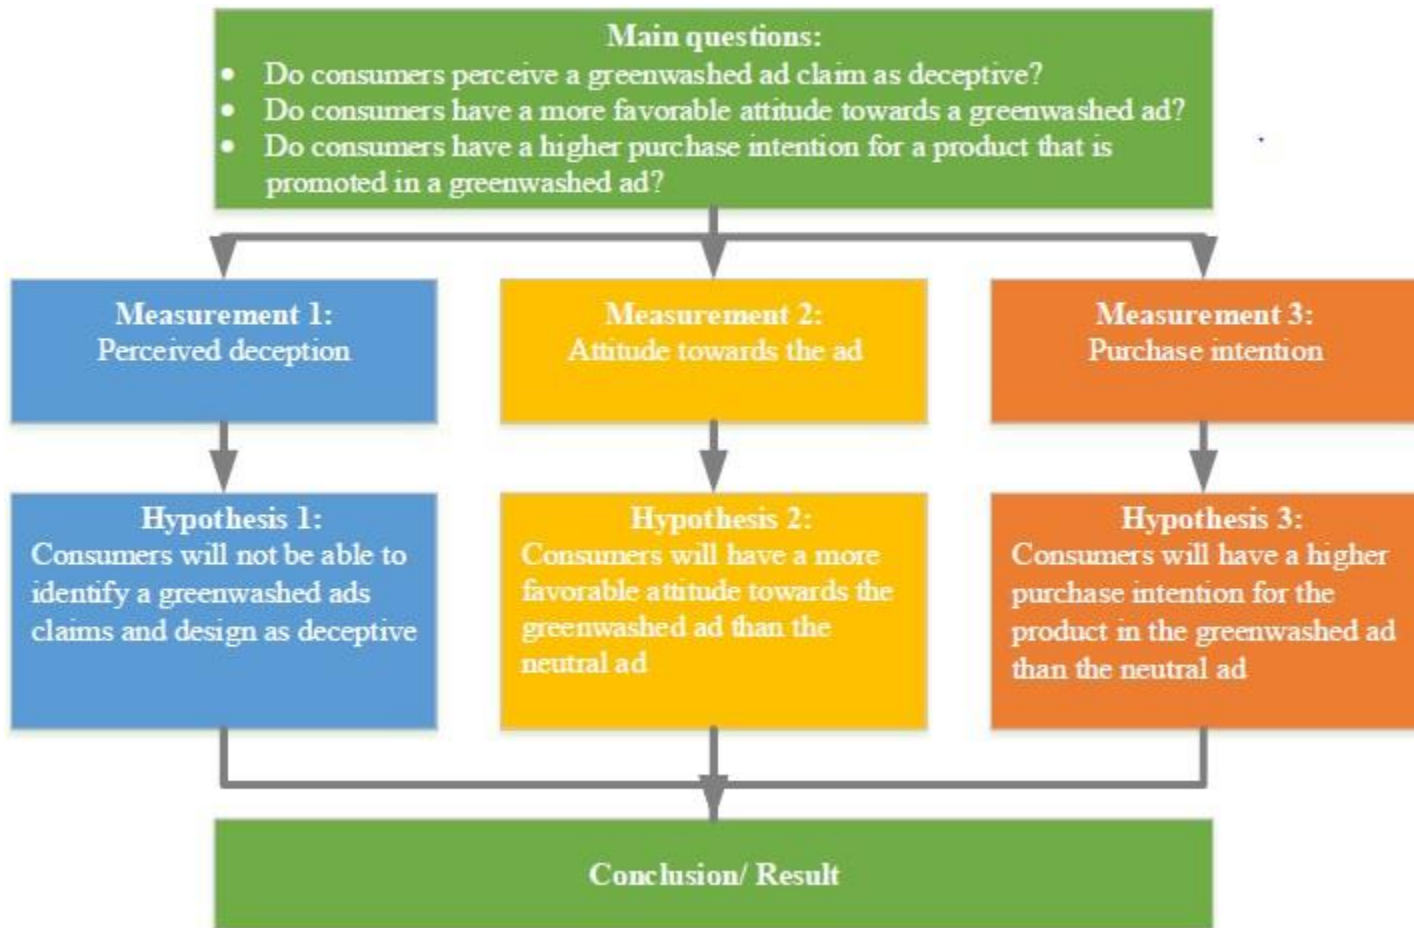 Main questions:
• Do consumers perceive a greenwashed ad claim as deceptive?
• Do consumers have a more favorable attitude towards a greenwashed ad?
• Do consumers have a higher purchase intention for a product that is
promoted in a greenwashed ad?
Measurement 1:
Perceived deception
Measurement 2:
Attitude towards the ad
Measurement 3:
Purchase intention
Hypothesis 1:
Consumers will not be able to
identify a greenwashed ads
claims and design as deceptive
Hypothesis 2:
Consumers will have a more
favorable attitude towards the
greenwashed ad than the
neutral ad
Hypothesis 3:
Consumers will have a higher
purchase intention for the
product in the greenwashed ad
than the neutral ad
Conclusion/ Result